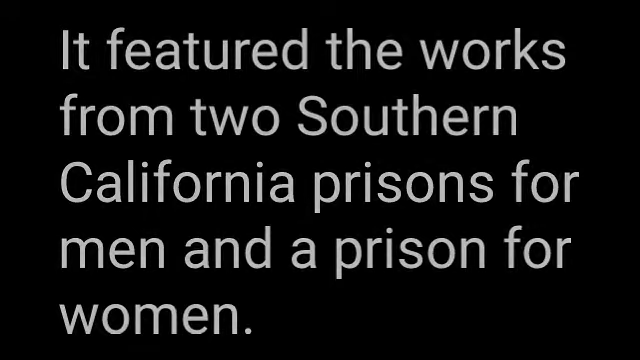 It featured the works
from two Southern
California prisons for
men and a prison for
women.